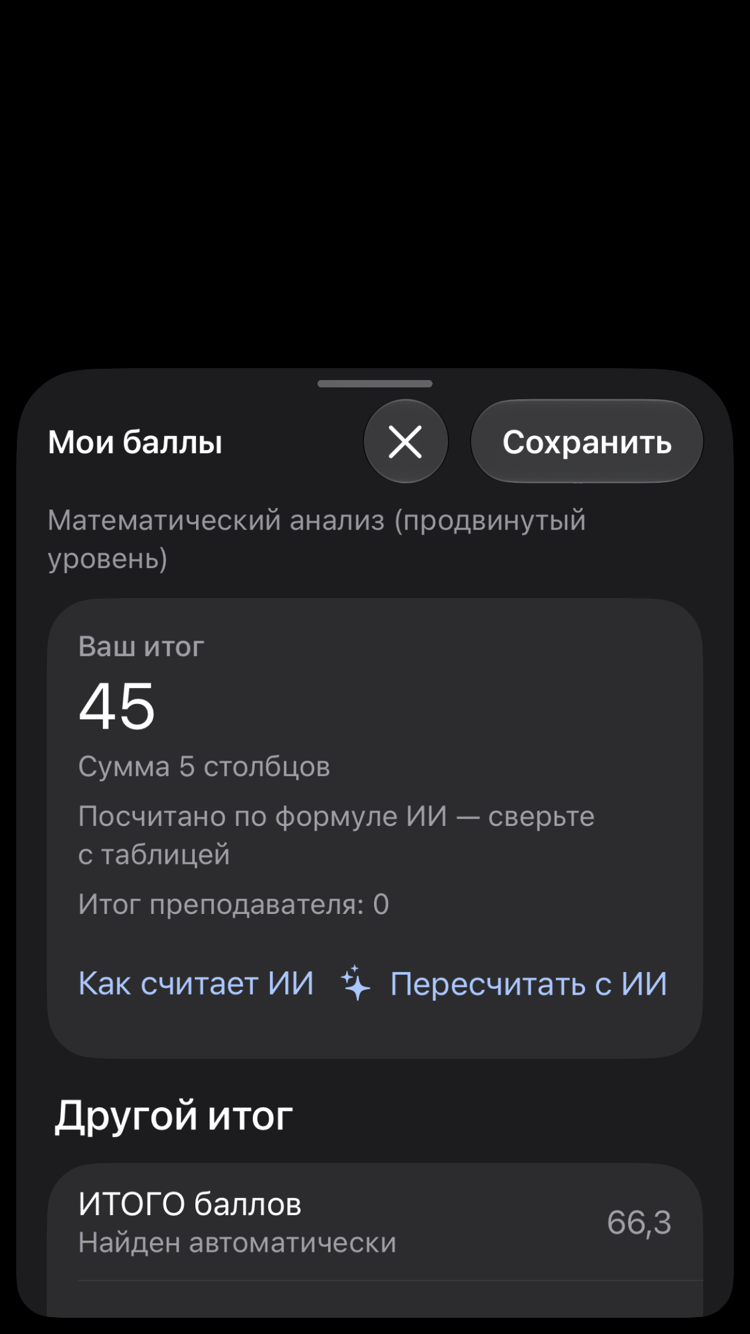 Мои баллы
Сохранить
Математический анализ (продвинутый
уровень)
Ваш итог
45
Сумма 5 столбцов
Посчитано по формуле ИИ — сверьте
с таблицей
Итог преподавателя: 0
Как считает ИИ
Пересчитать с ИИ
Другой итог
ИТОГО баллов
66,3
Найден автоматически